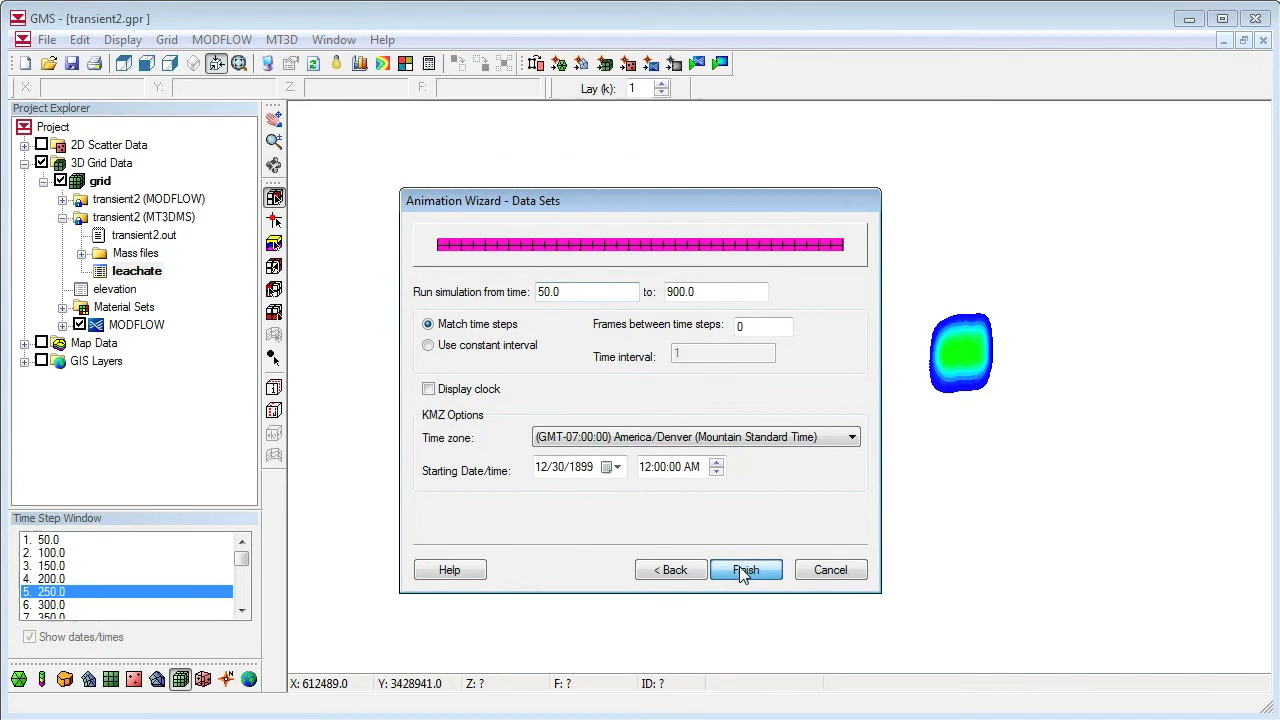 GMS - [transient2.gpr ]
File Edit Display Grid MODFLOW MT3D Window Help
X: Y: Z: F: Lay (k): 1
Project Explorer
Project
2D Scatter Data
3D Grid Data
grid
transient2 (MODFLOW)
transient2 (MT3DMS)
transient2.out
Mass files
leachate
elevation
Material Sets
MODFLOW
Map Data
GIS Layers
Time Step Window
1. 50.0
2. 100.0
3. 150.0
4. 200.0
5. 250.0
6. 300.0
7. 350.0
Show dates/times
Animation Wizard - Data Sets
Run simulation from time: 50.0 to: 900.0
Match time steps Frames between time steps: 0
Use constant interval Time interval: 1
Display clock
KMZ Options
Time zone: (GMT-07:00:00) America/Denver (Mountain Standard Time)
Starting Date/time: 12/30/1899 12:00:00 AM
Help < Back Finish Cancel
X: 612489.0 Y: 3428941.0 Z: ? F: ? ID: ?